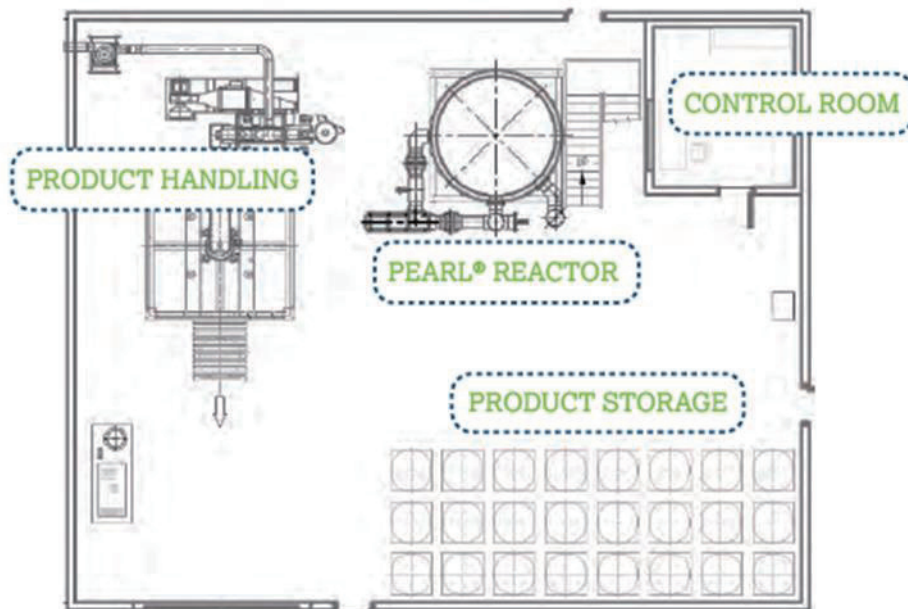 CONTROL ROOM
PRODUCT HANDLING
PEARL® REACTOR
PRODUCT STORAGE